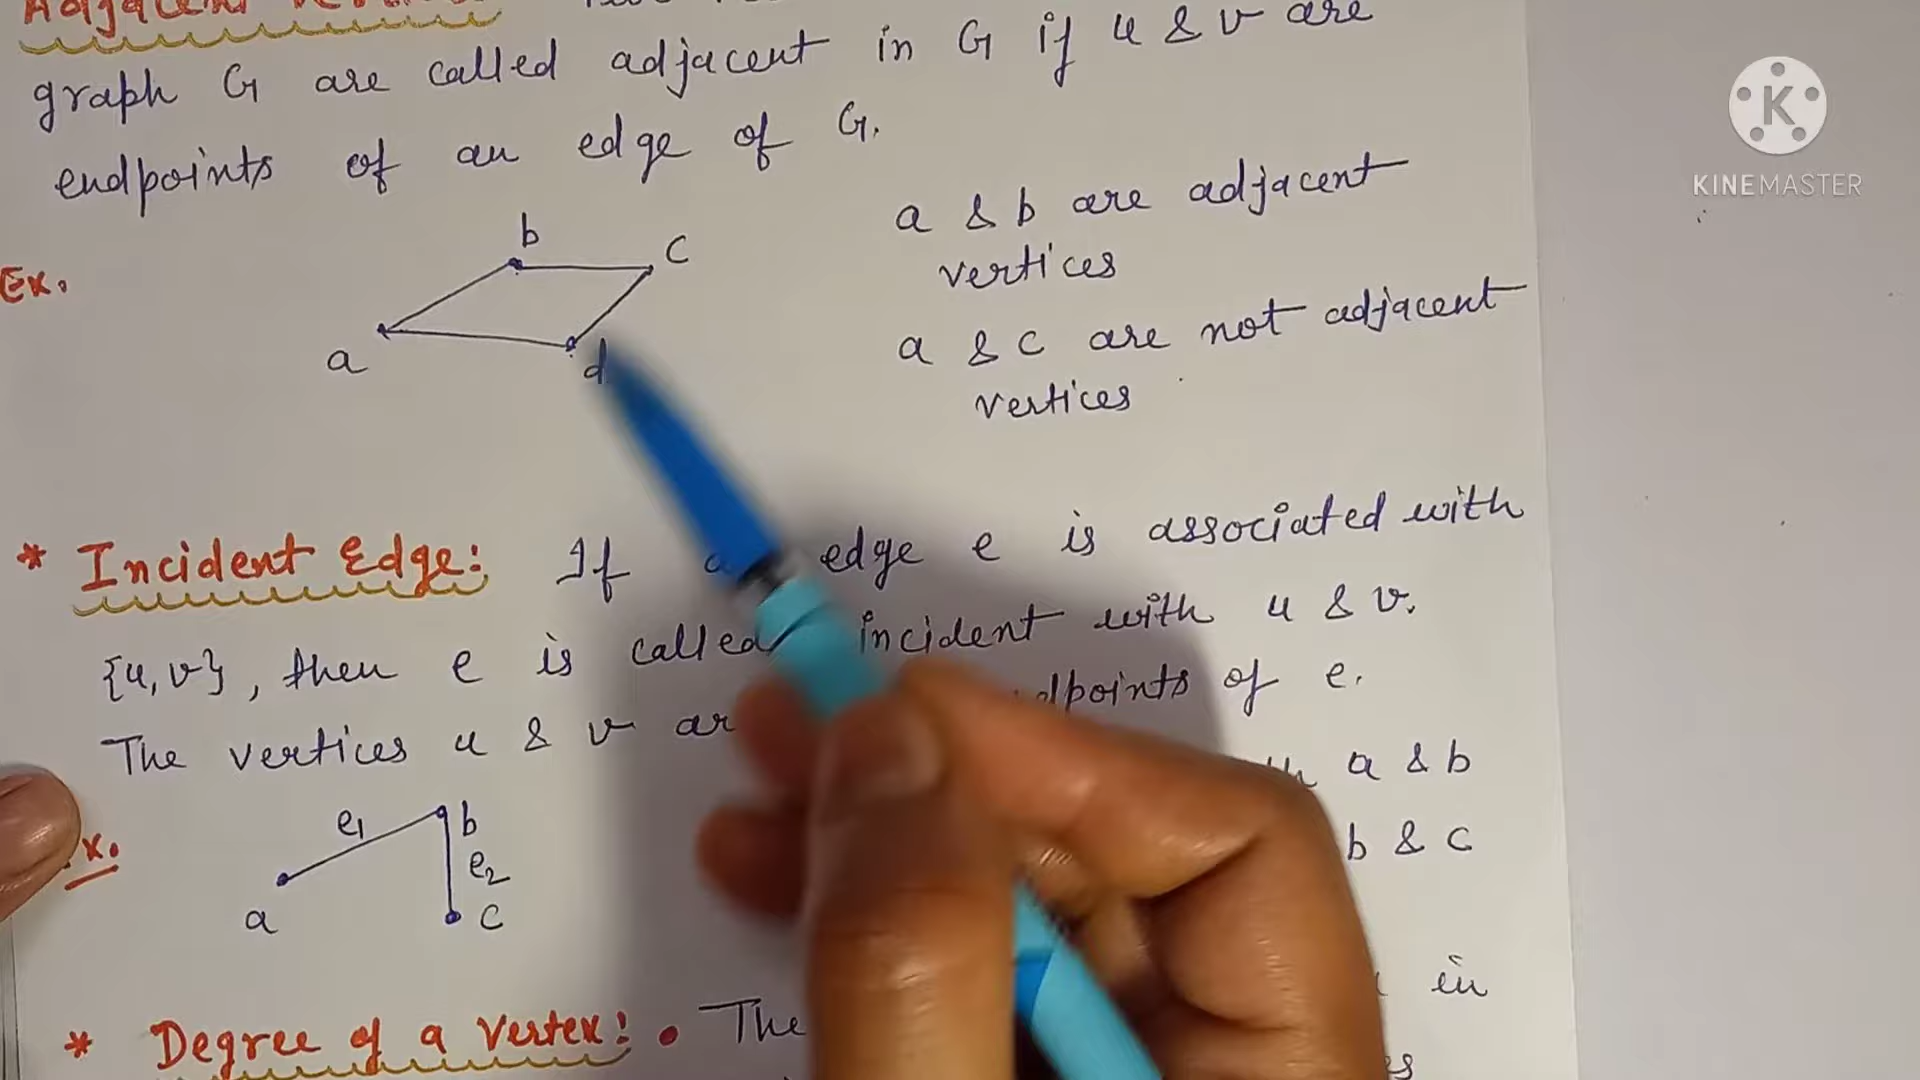 Adjacent
graph G are called adjacent in G if u & v are
endpoints of an edge of G.
Ex.
b
c
a
d
a & b are adjacent
vertices
a & c are not adjacent
vertices
KINEMASTER
* Incident Edge: If edge e is associated with
{u,v}, then e is called incident with u & v.
The vertices u & v of e.
a & b
b & c
e1
b
e2
a
c
in
* Degree of a Vertex: • The